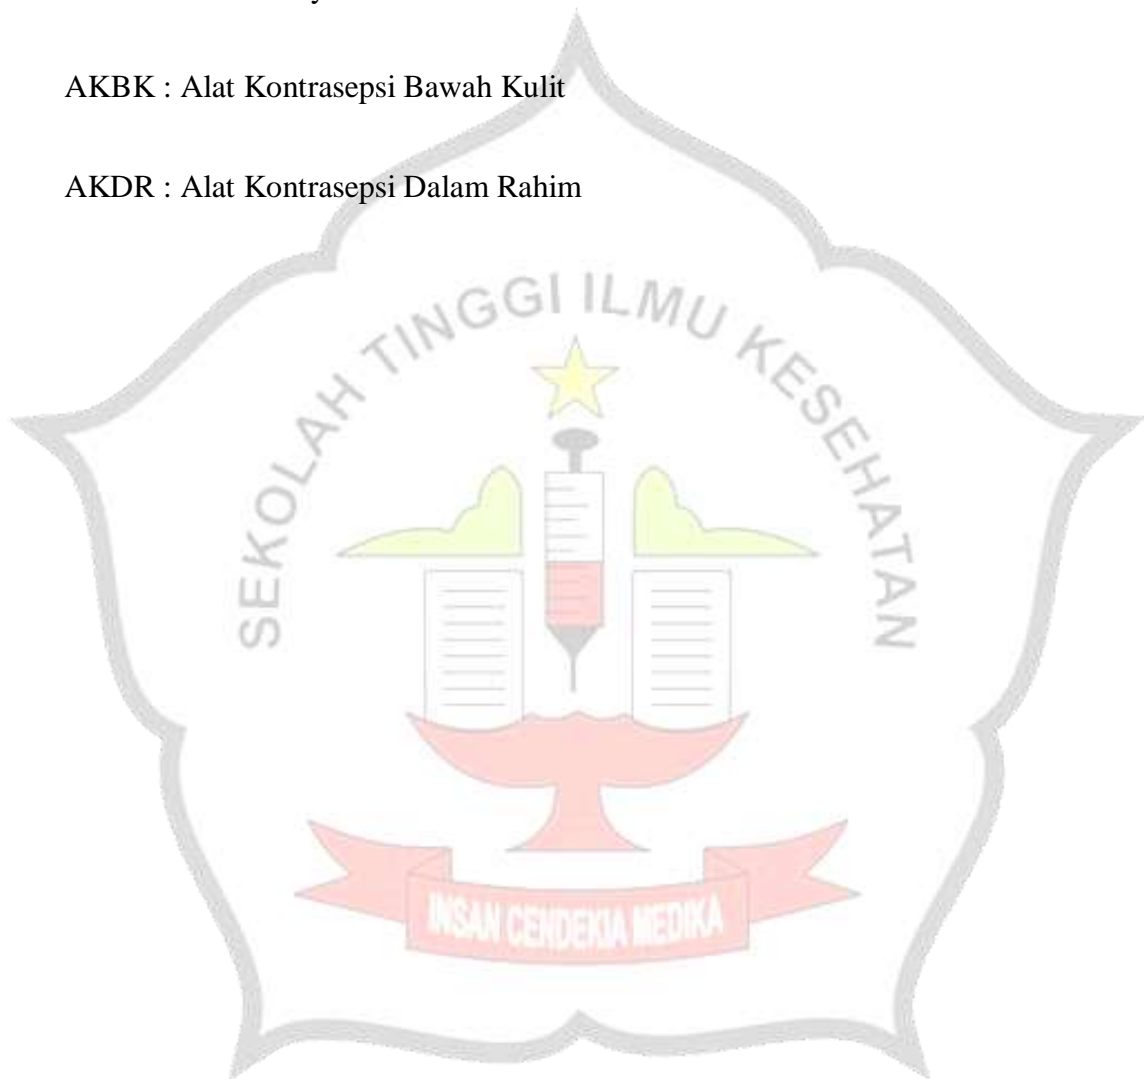 AKBK : Alat Kontrasepsi Bawah Kulit
AKDR : Alat Kontrasepsi Dalam Rahim
SEKOLAH TINGGI ILMU KESEHATAN
INSAN CENDEKIA MEDIKA